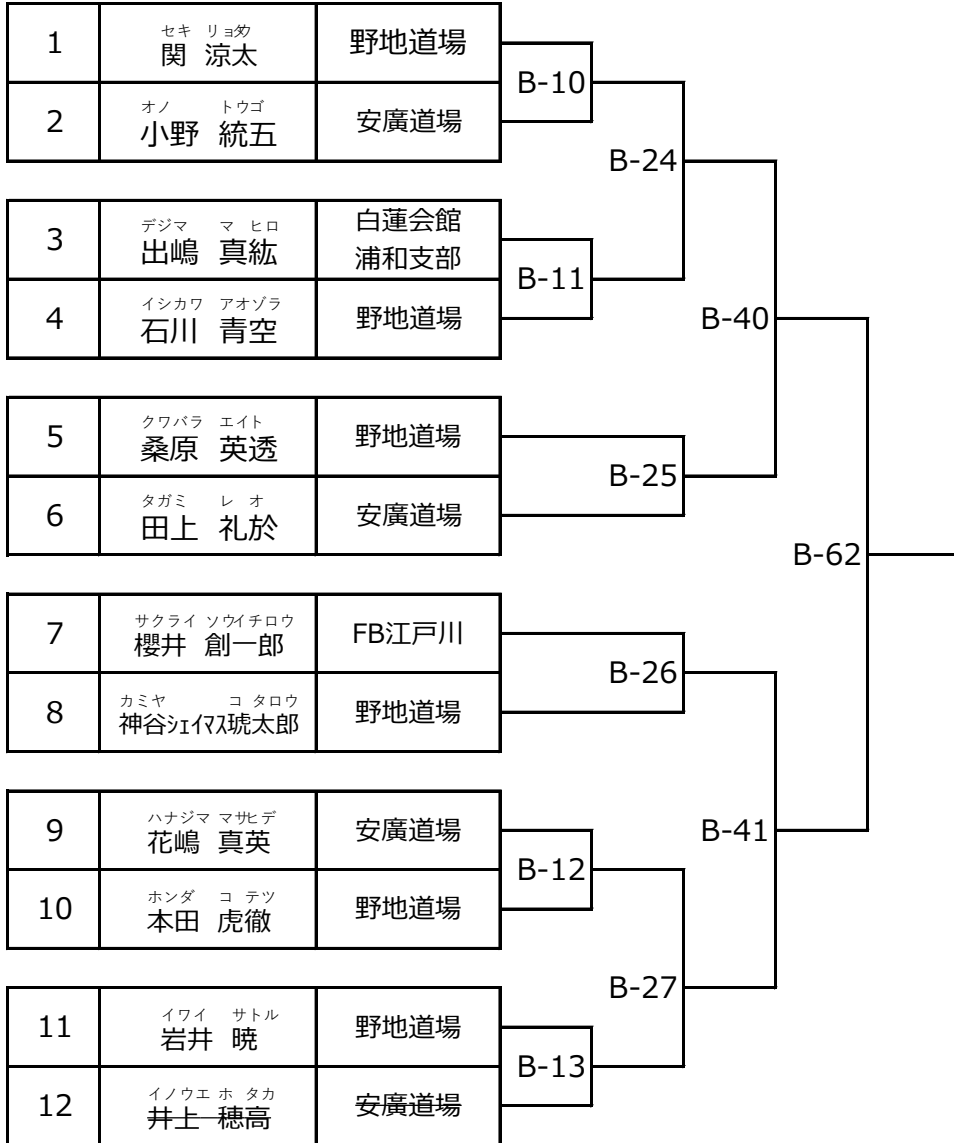 セキ リョウタ
1 関 涼太 野地道場
B-10
オノ トウゴ
2 小野 統五 安廣道場
B-24
デジマ マ ヒロ
3 出嶋 真紘 白蓮会館
浦和支部
B-11
イシカワ アオゾラ
4 石川 青空 野地道場
B-40
クワバラ エイト
5 桑原 英透 野地道場
B-25
タガミ レ オ
6 田上 礼於 安廣道場
B-62
サクライ ソウイチロウ
7 櫻井 創一郎 FB江戸川
B-26
カミヤ コ タロウ
8 神谷ｼｪｲﾏｽ琥太郎 野地道場
ハナジマ マサヒデ
9 花嶋 真英 安廣道場
B-41
B-12
ホンダ コ テツ
10 本田 虎徹 野地道場
B-27
イワイ サトル
11 岩井 暁 野地道場
B-13
イノウエ ホ タカ
12 井上 穂高 安廣道場